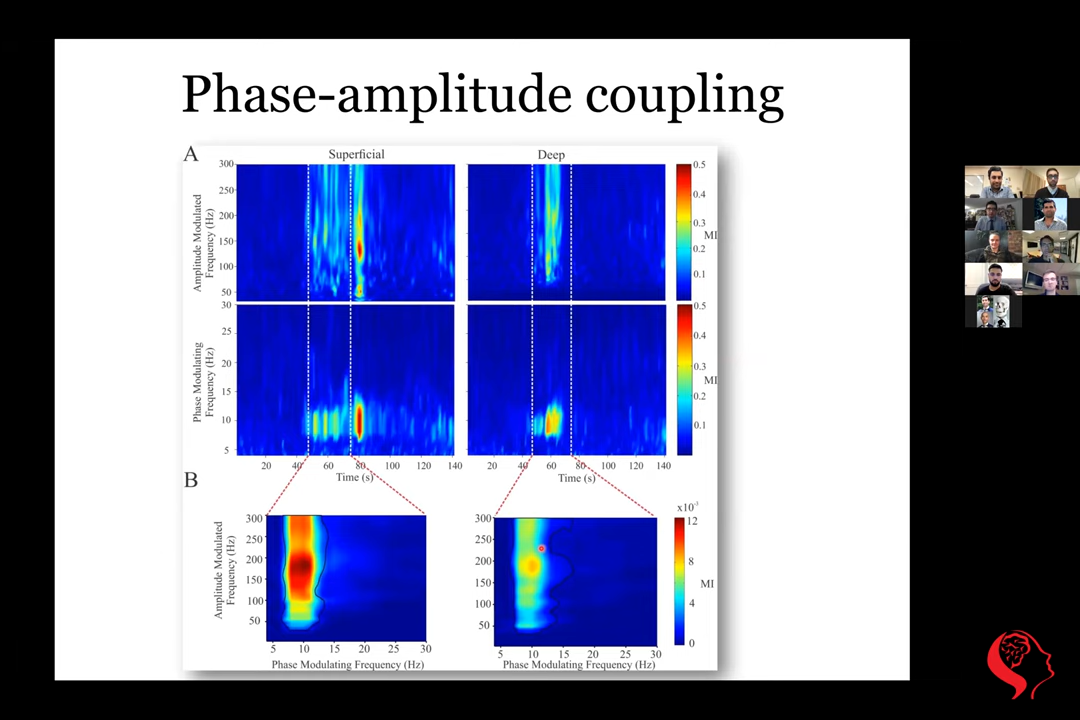 Phase-amplitude coupling
A
Superficial
Deep
Amplitude Modulated
Frequency (Hz)
300
250
200
150
100
50
0.5
0.4
0.3
MI
0.2
0.1
Phase Modulating
Frequency (Hz)
30
25
20
15
10
5
0.5
0.4
0.3
MI
0.2
0.1
20 40 60 80 100 120 140
Time (s)
20 40 60 80 100 120 140
Time (s)
B
Amplitude Modulated
Frequency (Hz)
300
250
200
150
100
50
5 10 15 20 25 30
Phase Modulating Frequency (Hz)
300
250
200
150
100
50
5 10 15 20 25 30
Phase Modulating Frequency (Hz)
12
8
MI
4
0